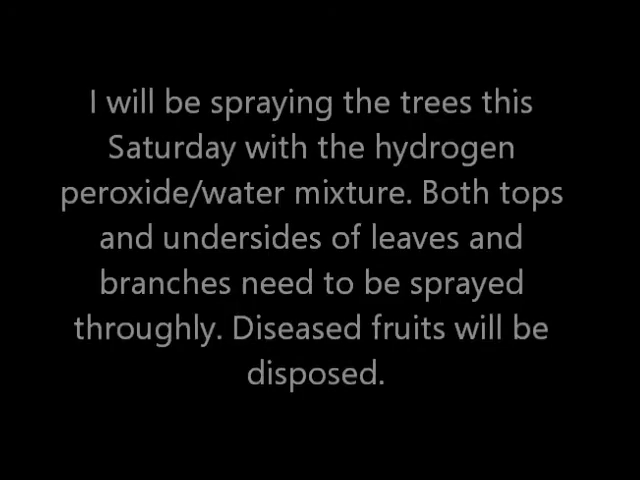 I will be spraying the trees this
Saturday with the hydrogen
peroxide/water mixture. Both tops
and undersides of leaves and
branches need to be sprayed
throughly. Diseased fruits will be
disposed.